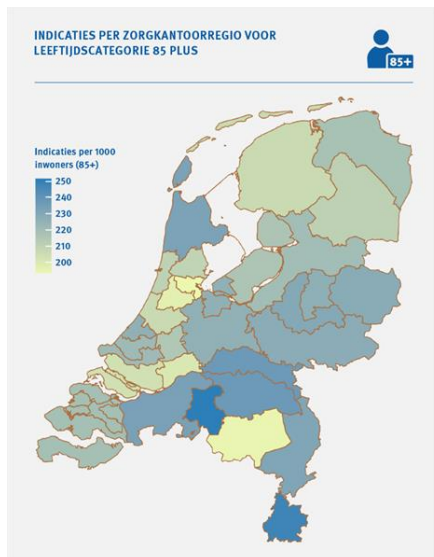 INDICATIES PER ZORGKANTOORREGIO VOOR
LEEFTIJDSCATEGORIE 85 PLUS
85+
Indicaties per 1000
inwoners (85+)
250
240
230
220
210
200